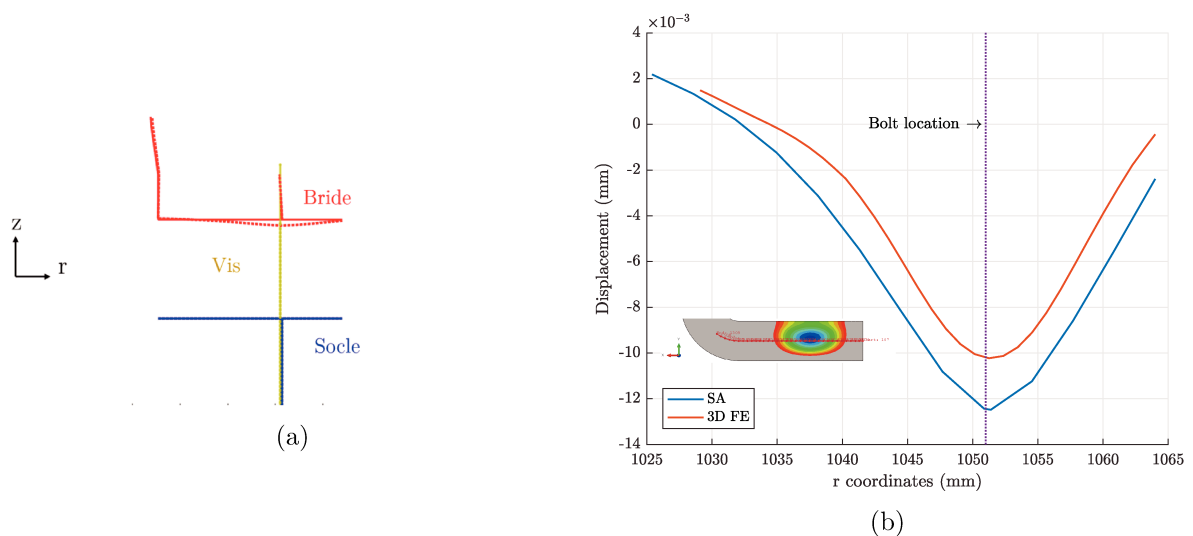 z
r
Bride
Vis
Socle
(a)
×10⁻³
4
2
0
-2
-4
-6
-8
-10
-12
-14
Displacement (mm)
Bolt location →
SA
3D FE
1025 1030 1035 1040 1045 1050 1055 1060 1065
r coordinates (mm)
(b)